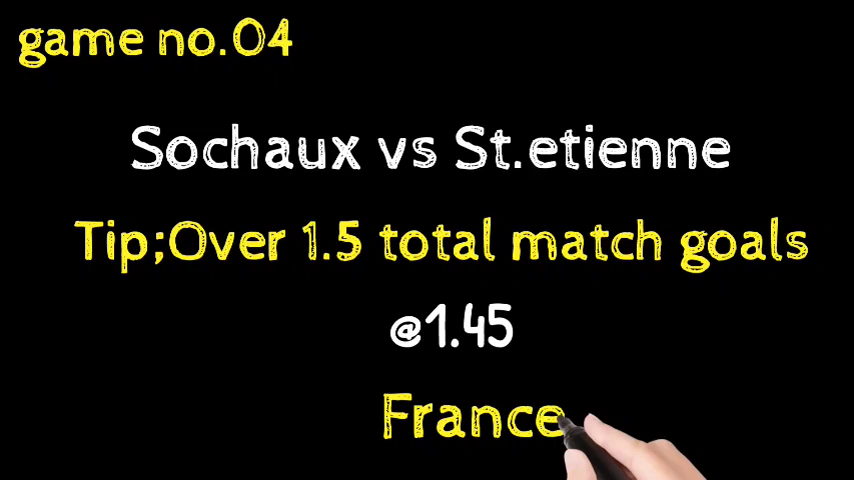 game no.04
Sochaux vs St.etienne
Tip;Over 1.5 total match goals
@1.45
France